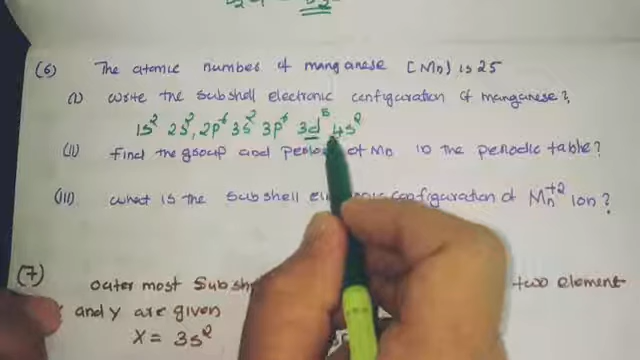 (6) The atomic number of manganese [Mn] is 25
(i) Write the subshell electronic configuration of manganese?
1s² 2s², 2p⁶ 3s² 3p⁶ 3d⁵ 4s²
(ii) Find the group and period of Mn in the periodic table?
(iii) What is the subshell configuration of Mn⁺² Ion?
(7) Outer most Subshell two element
and y are given
X = 3s²